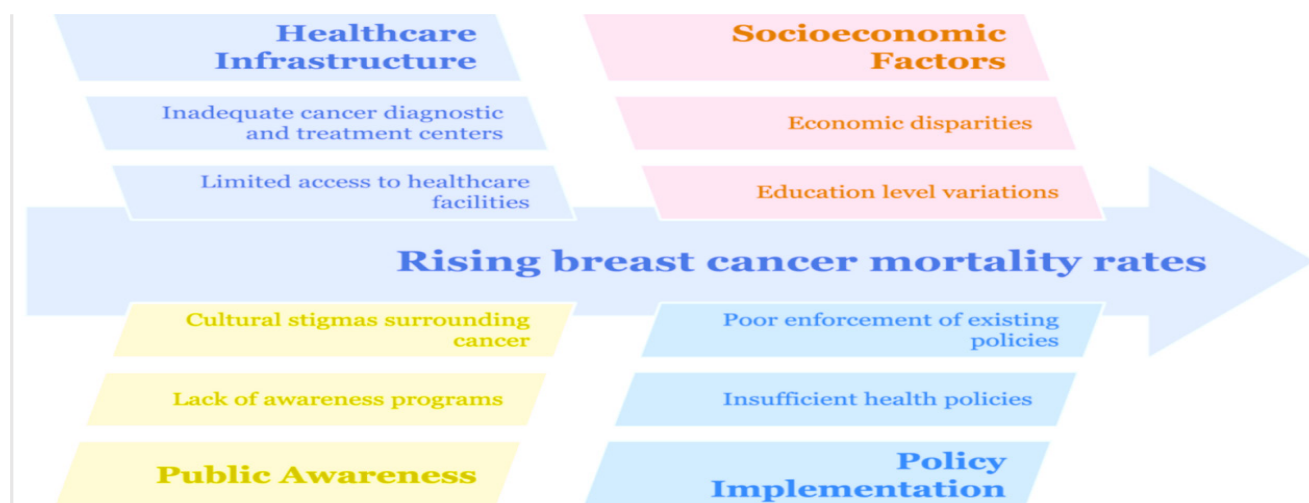 Healthcare
Infrastructure
Inadequate cancer diagnostic
and treatment centers
Limited access to healthcare
facilities
Socioeconomic
Factors
Economic disparities
Education level variations
Rising breast cancer mortality rates
Cultural stigmas surrounding
cancer
Lack of awareness programs
Public Awareness
Poor enforcement of existing
policies
Insufficient health policies
Policy
Implementation